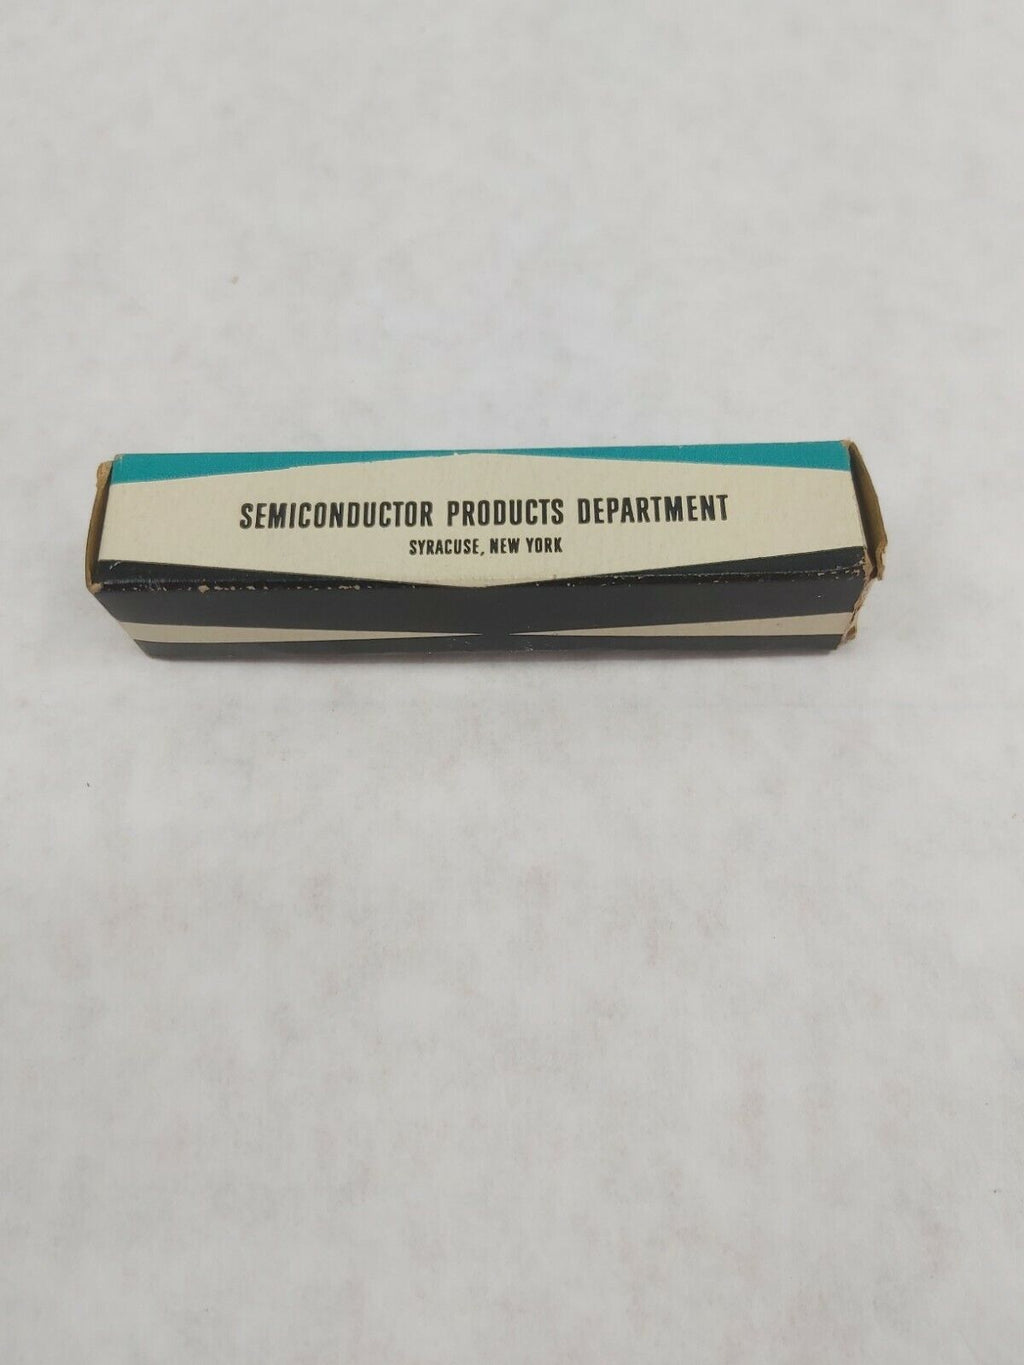 SEMICONDUCTOR PRODUCTS DEPARTMENT
SYRACUSE, NEW YORK